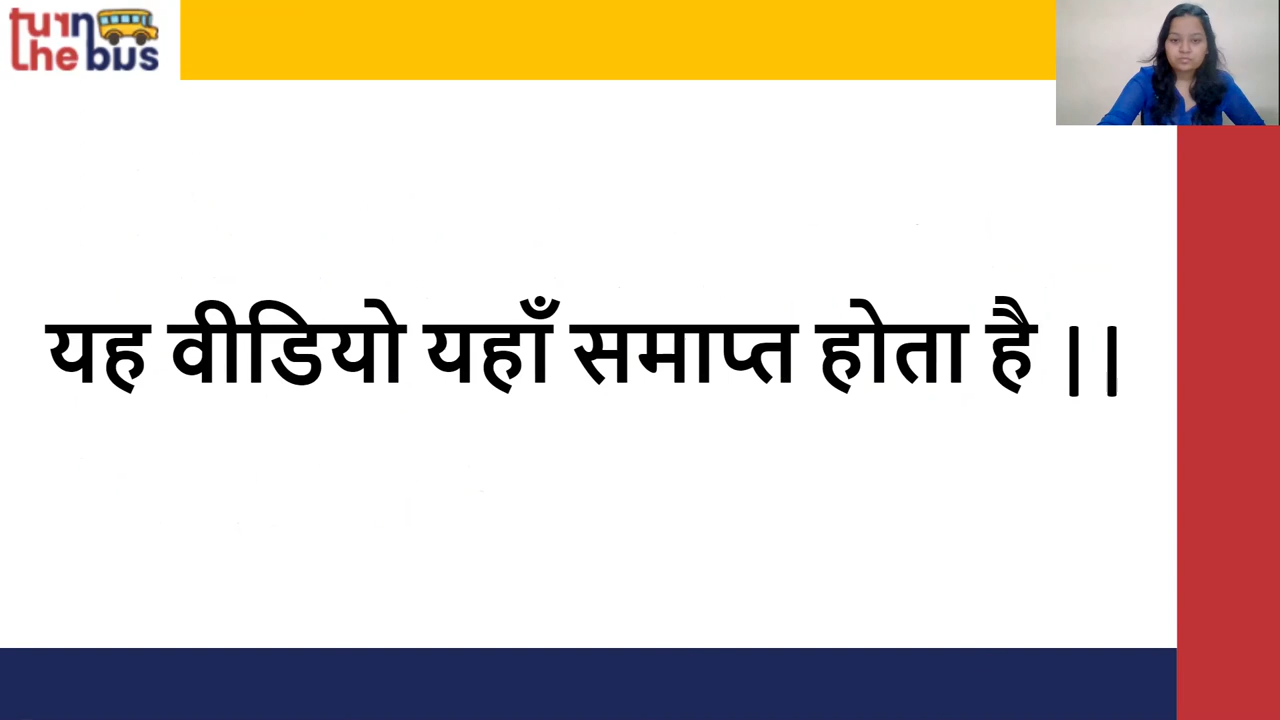 turn
the bus
यह वीडियो यहाँ समाप्त होता है ||